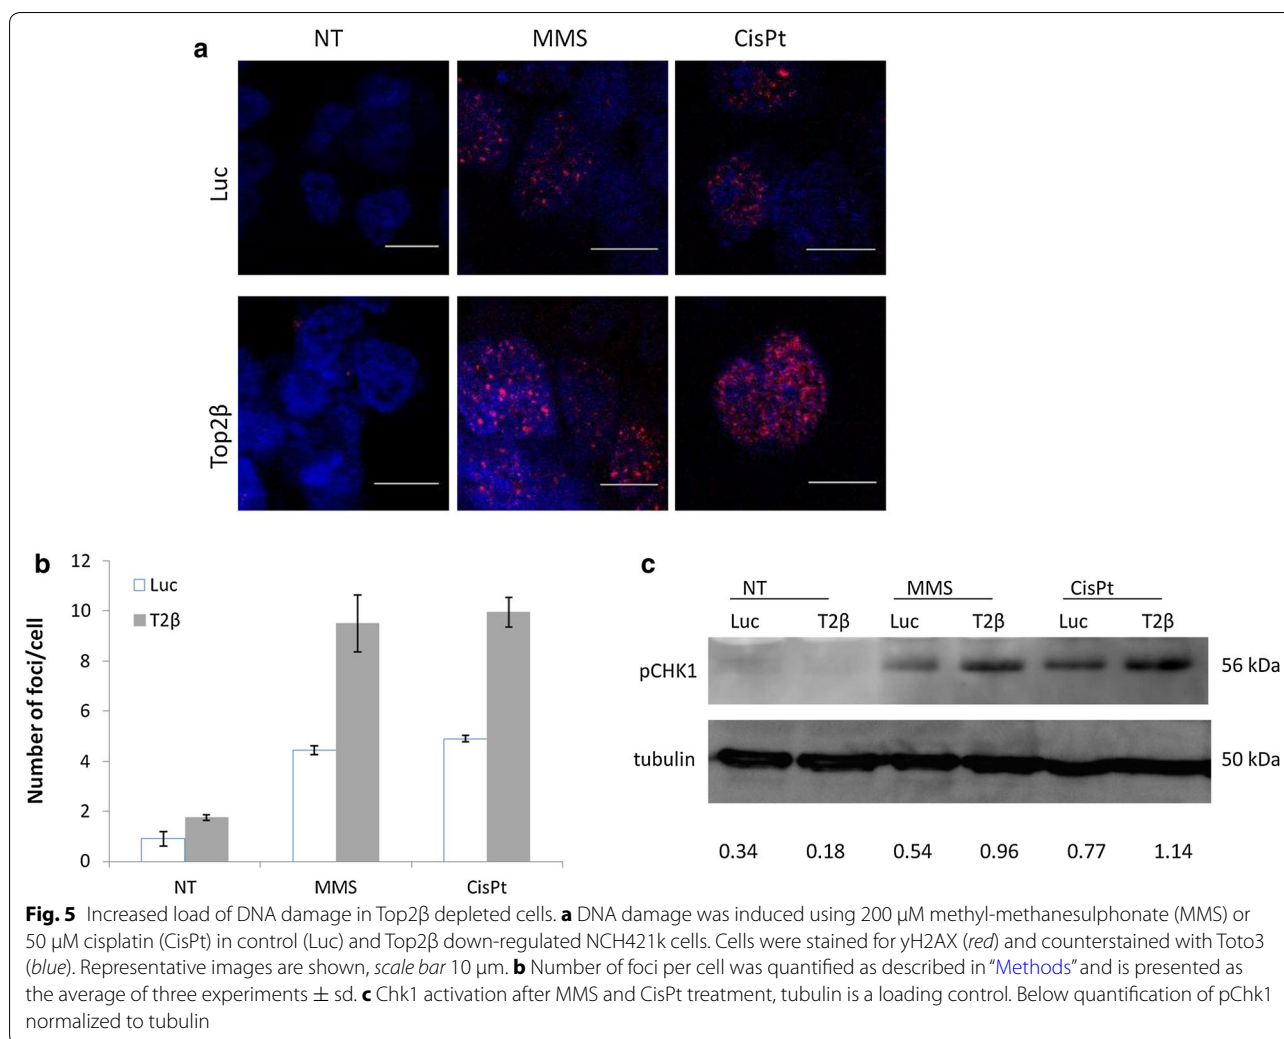 a
NT MMS CisPt
Luc
Top2β
b
12
10
8
6
4
2
0
Number of foci/cell
Luc
T2β
NT MMS CisPt
c
NT MMS CisPt
Luc T2β Luc T2β Luc T2β
pCHK1 56 kDa
tubulin 50 kDa
0.34 0.18 0.54 0.96 0.77 1.14
Fig. 5 Increased load of DNA damage in Top2β depleted cells. a DNA damage was induced using 200 μM methyl-methanesulphonate (MMS) or
50 μM cisplatin (CisPt) in control (Luc) and Top2β down-regulated NCH421k cells. Cells were stained for yH2AX (red) and counterstained with Toto3
(blue). Representative images are shown, scale bar 10 μm. b Number of foci per cell was quantified as described in “Methods” and is presented as
the average of three experiments ± sd. c Chk1 activation after MMS and CisPt treatment, tubulin is a loading control. Below quantification of pChk1
normalized to tubulin